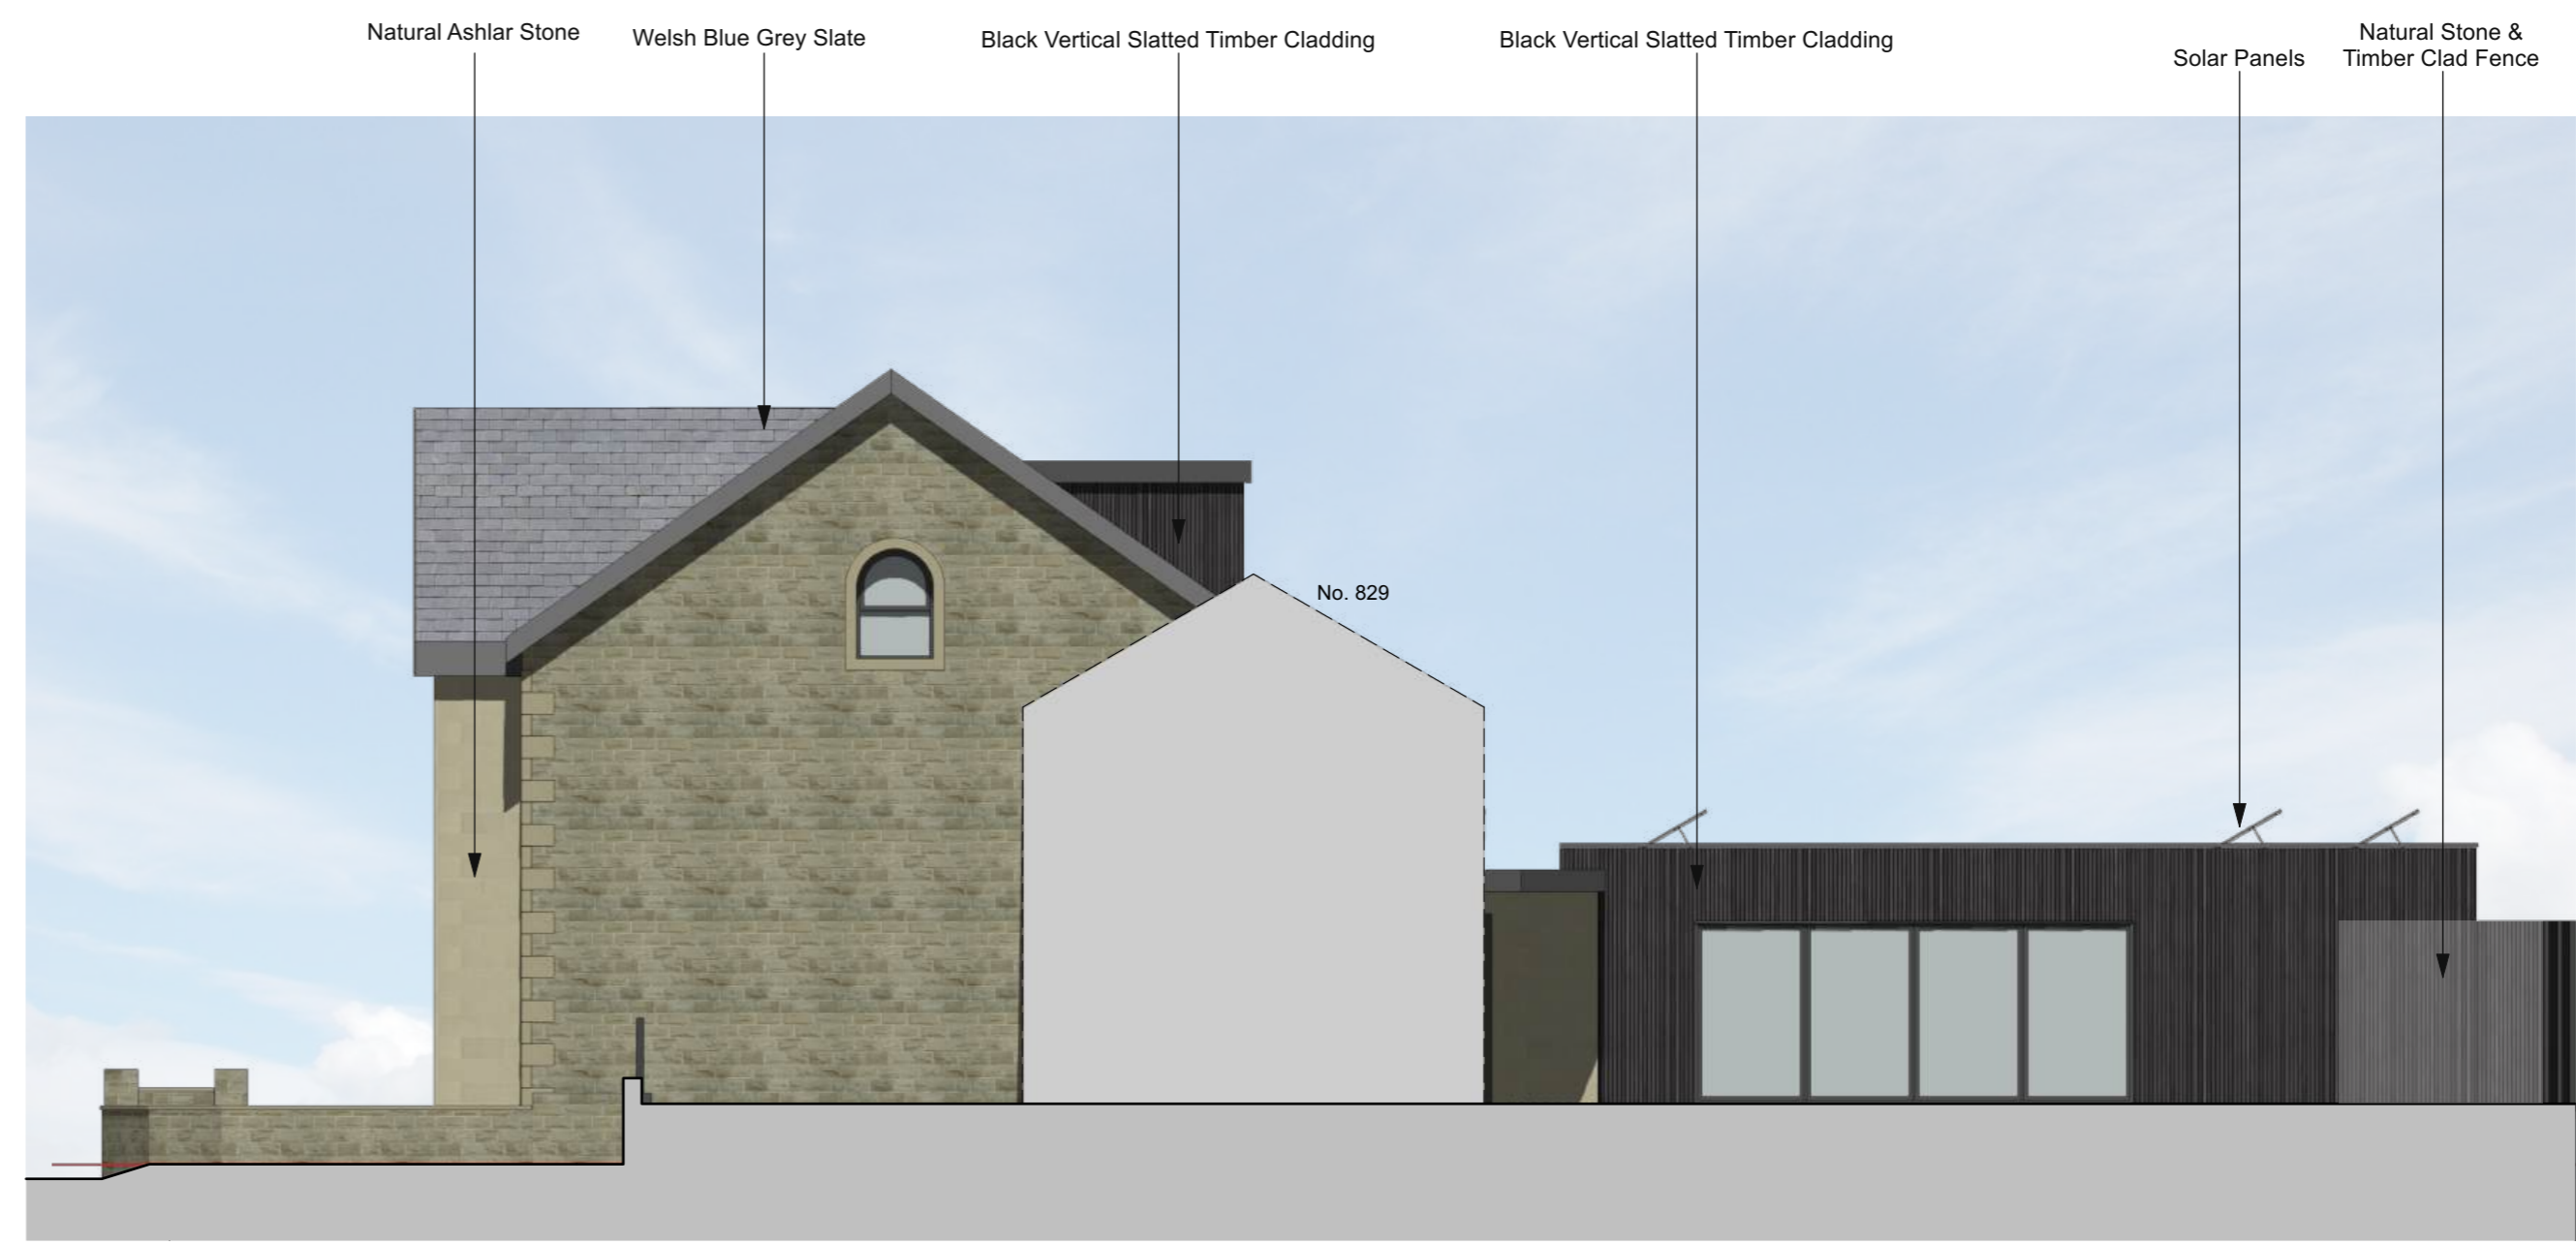 Natural Ashlar Stone
Welsh Blue Grey Slate
Black Vertical Slatted Timber Cladding
Black Vertical Slatted Timber Cladding
Solar Panels
Natural Stone &
Timber Clad Fence
No. 829